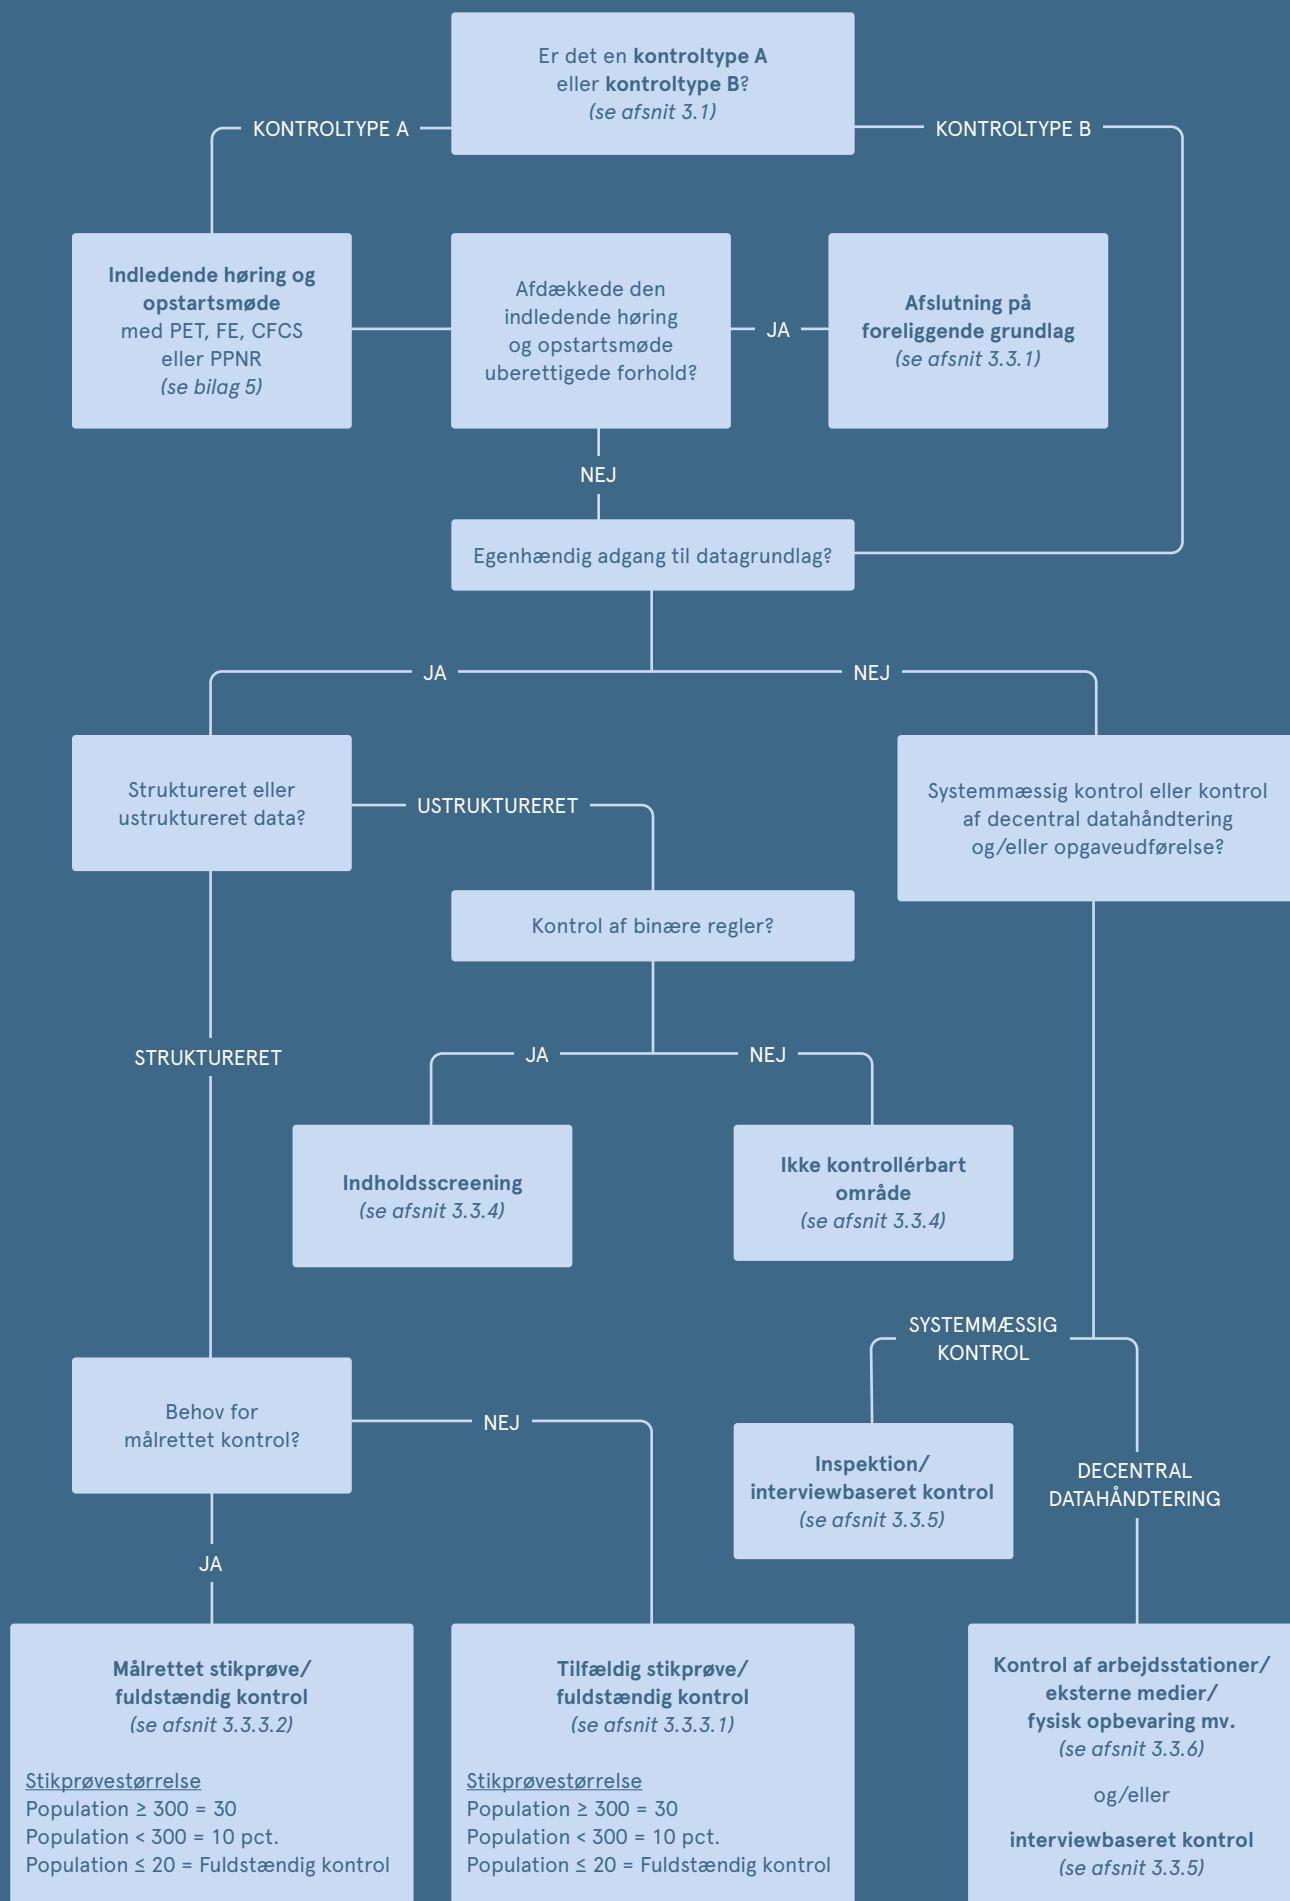 Er det en kontroltype A
eller kontroltype B?
(se afsnit 3.1)
KONTROLTYPE A
KONTROLTYPE B
Indledende høring og
opstartsmøde
med PET, FE, CFCS
eller PPNR
(se bilag 5)
Afdækkede den
indledende høring
og opstartsmøde
uberettigede forhold?
JA
Afslutning på
foreliggende grundlag
(se afsnit 3.3.1)
NEJ
Egenhændig adgang til datagrundlag?
JA
NEJ
Struktureret eller
ustruktureret data?
USTRUKTURERET
Systemmæssig kontrol eller kontrol
af decentral datahåndtering
og/eller opgaveudførelse?
Kontrol af binære regler?
STRUKTURERET
JA
NEJ
Indholdsscreening
(se afsnit 3.3.4)
Ikke kontrollérbart
område
(se afsnit 3.3.4)
SYSTEMMÆSSIG
KONTROL
Behov for
målrettet kontrol?
NEJ
Inspektion/
interviewbaseret kontrol
(se afsnit 3.3.5)
DECENTRAL
DATAHÅNDTERING
JA
Målrettet stikprøve/
fuldstændig kontrol
(se afsnit 3.3.3.2)
Stikprøvestørrelse
Population ≥ 300 = 30
Population < 300 = 10 pct.
Population ≤ 20 = Fuldstændig kontrol
Tilfældig stikprøve/
fuldstændig kontrol
(se afsnit 3.3.3.1)
Stikprøvestørrelse
Population ≥ 300 = 30
Population < 300 = 10 pct.
Population ≤ 20 = Fuldstændig kontrol
Kontrol af arbejdsstationer/
eksterne medier/
fysisk opbevaring mv.
(se afsnit 3.3.6)
og/eller
interviewbaseret kontrol
(se afsnit 3.3.5)